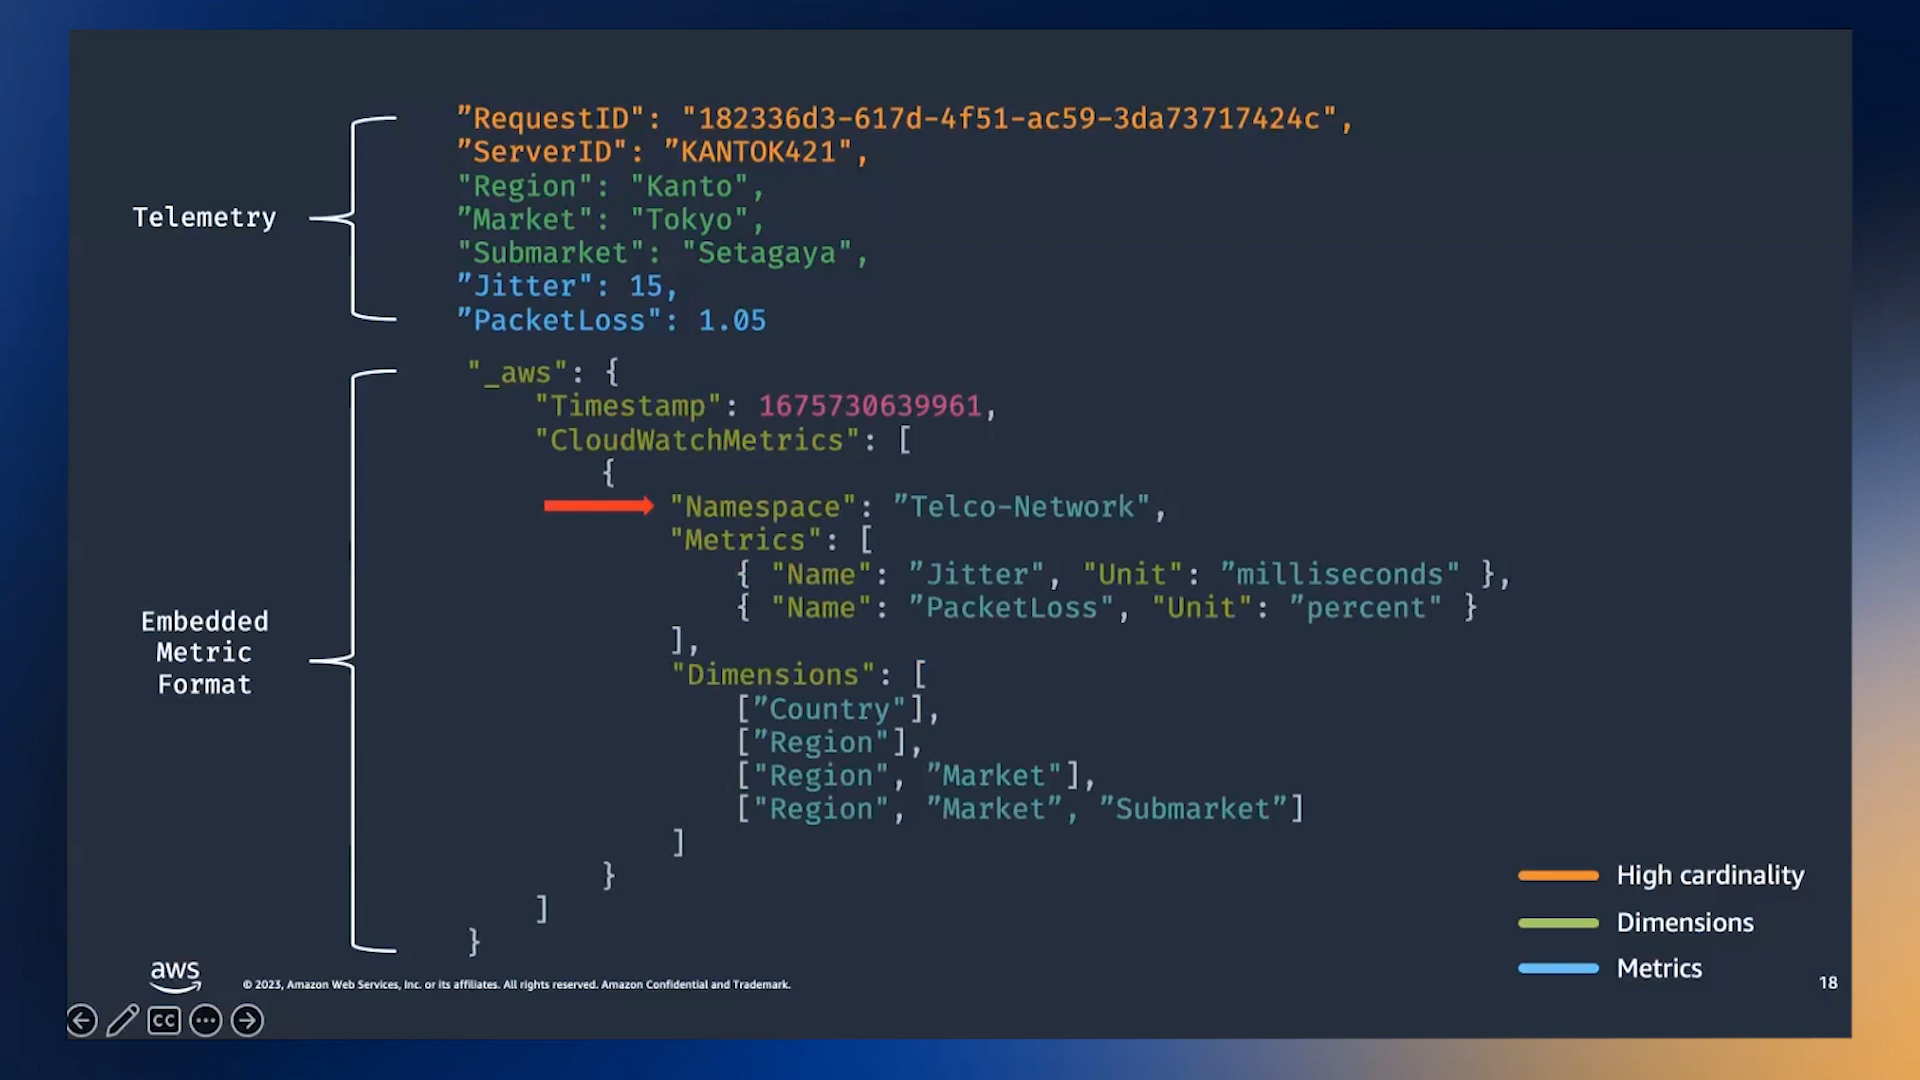 ”RequestID": "182336d3-617d-4f51-ac59-3da73717424c",
”ServerID": ”KANTOK421",
"Region": "Kanto",
”Market": "Tokyo",
"Submarket": "Setagaya",
”Jitter": 15,
”PacketLoss": 1.05
Telemetry
"_aws": {
"Timestamp": 1675730639961,
"CloudWatchMetrics": [
{
"Namespace": ”Telco-Network",
"Metrics": [
{ "Name": ”Jitter", "Unit": ”milliseconds" },
{ "Name": ”PacketLoss", "Unit": ”percent" }
],
"Dimensions": [
[”Country"],
[”Region"],
["Region", ”Market"],
["Region", ”Market”, ”Submarket”]
]
}
]
}
Embedded
Metric
Format
High cardinality
Dimensions
Metrics
aws
© 2023, Amazon Web Services, Inc. or its affiliates. All rights reserved. Amazon Confidential and Trademark.
18
CC